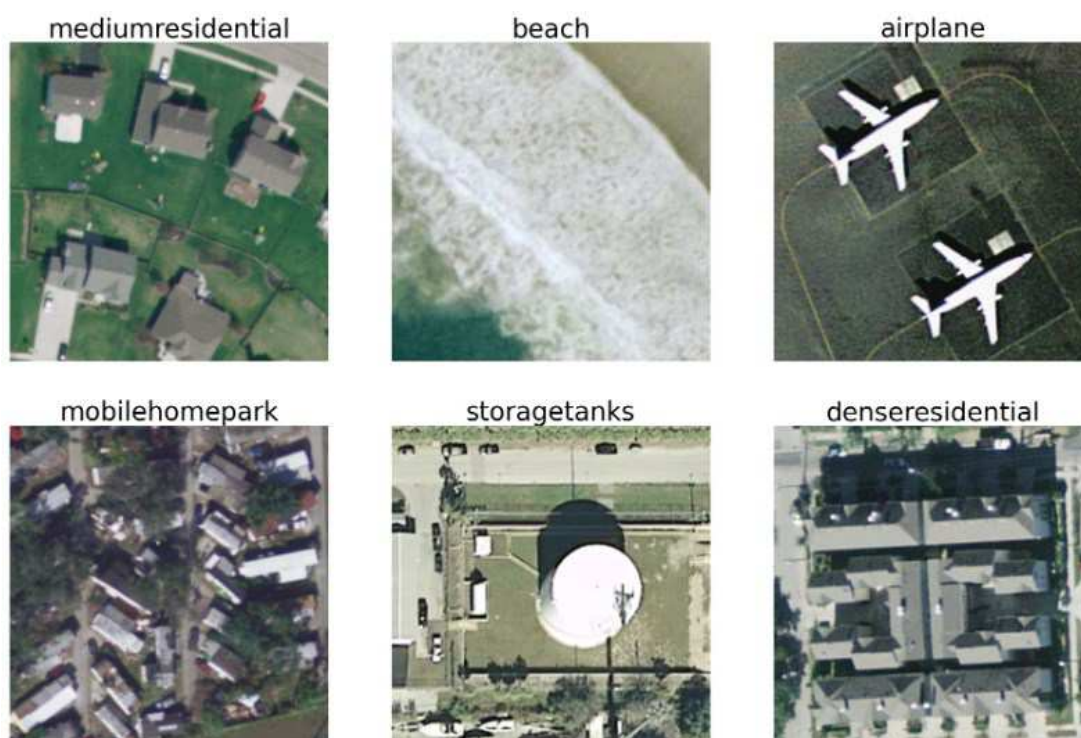 mediumresidential
beach
airplane
mobilehomepark
storagetanks
denseresidential